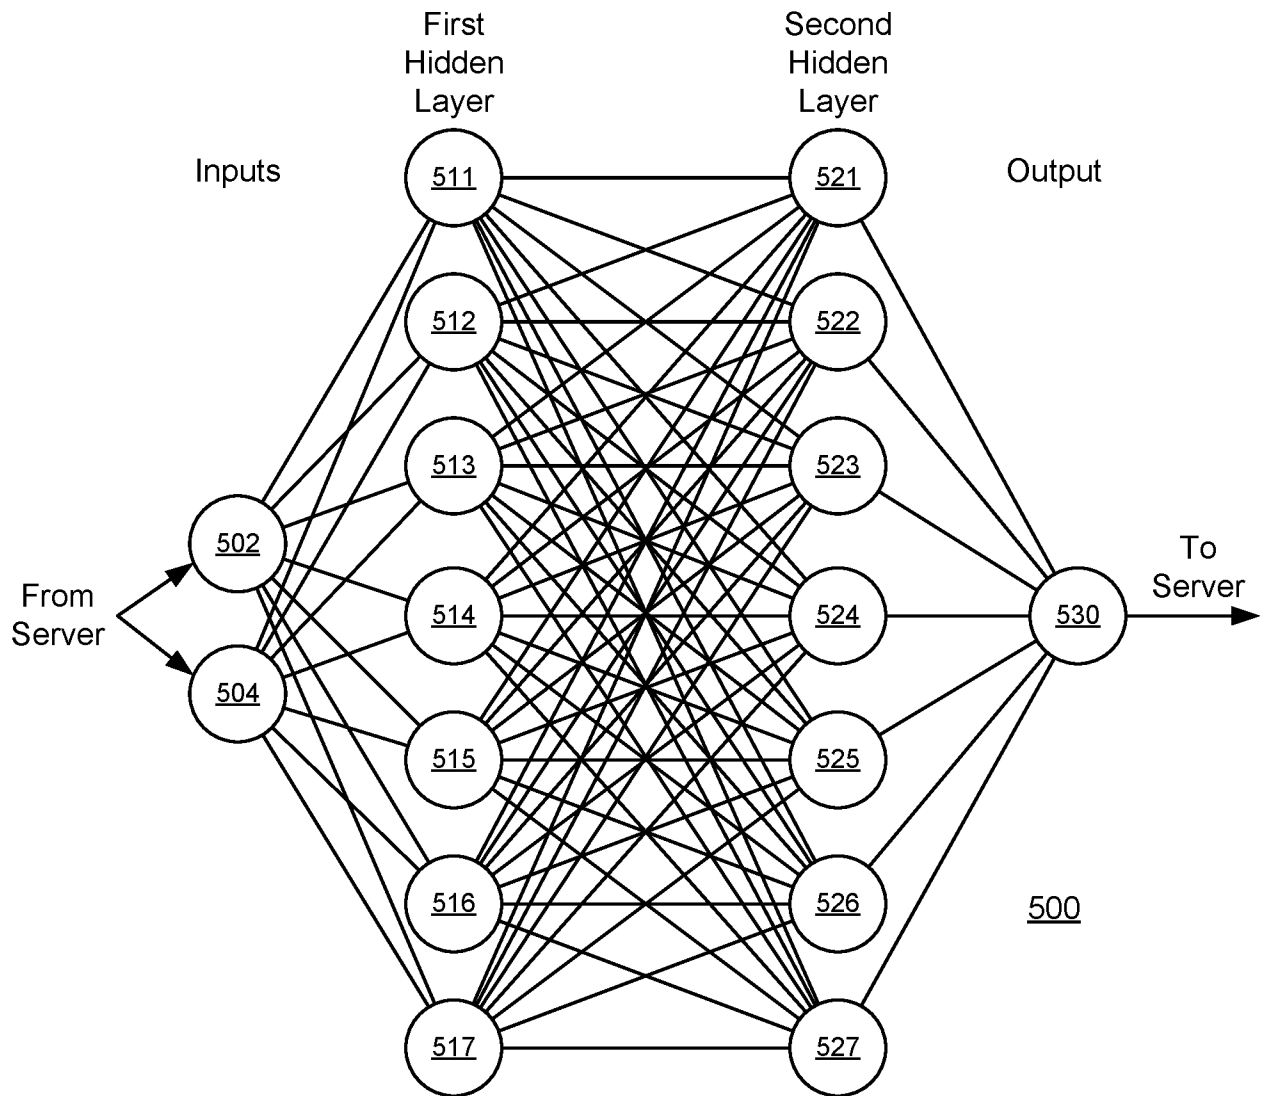 First
Hidden
Layer
Second
Hidden
Layer
Inputs
Output
511
521
512
522
513
523
502
From
Server
514
524
530
To
Server
504
515
525
516
526
500
517
527